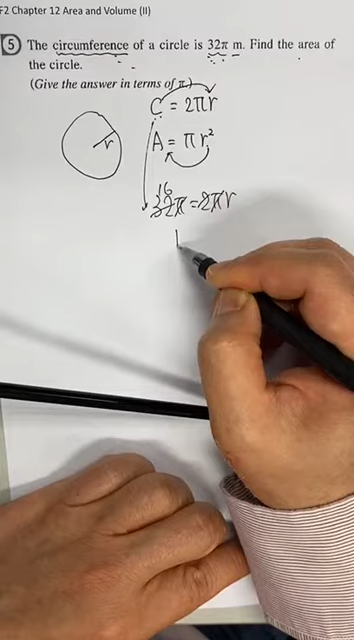 F2 Chapter 12 Area and Volume (II)
5 The circumference of a circle is 32π m. Find the area of
the circle.
(Give the answer in terms of π.)
C = 2πr
r
A = πr²
16
32π = 2πr
1